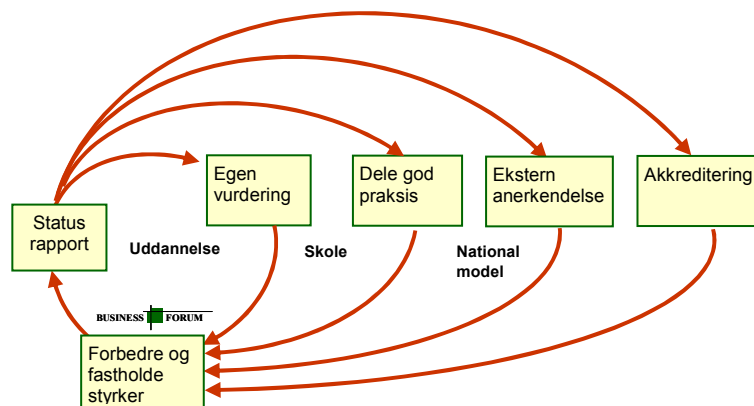 Egen
vurdering
Dele god
praksis
Ekstern
anerkendelse
Akkreditering
Status
rapport
Uddannelse
Skole
National
model
BUSINESS FORUM
Forbedre og
fastholde
styrker